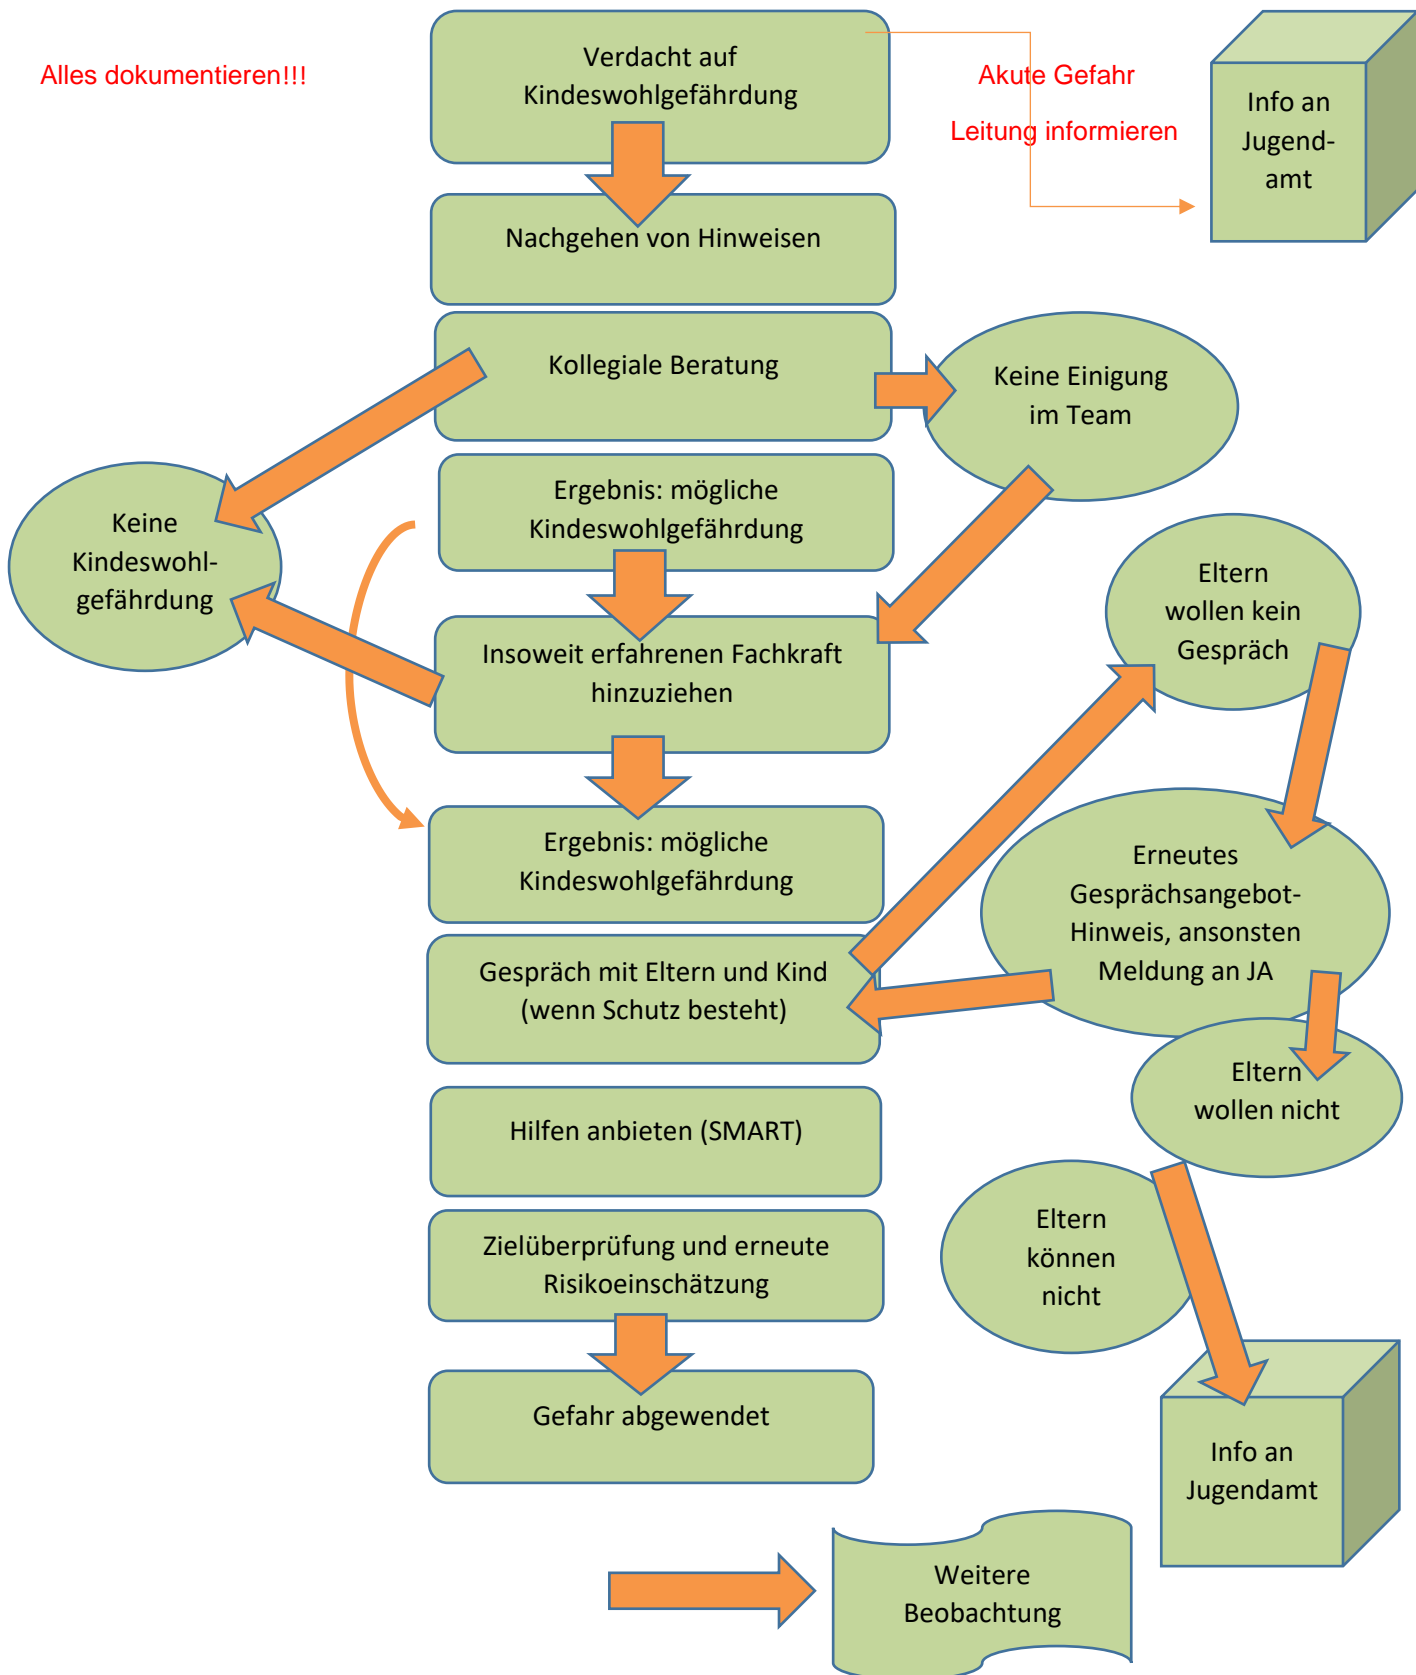 Alles dokumentieren!!!
Verdacht auf
Kindeswohlgefährdung
Akute Gefahr
Leitung informieren
Info an
Jugend-
amt
Nachgehen von Hinweisen
Kollegiale Beratung
Keine Einigung
im Team
Ergebnis: mögliche
Kindeswohlgefährdung
Keine
Kindeswohl-
gefährdung
Eltern
wollen kein
Gespräch
Insoweit erfahrenen Fachkraft
hinzuziehen
Ergebnis: mögliche
Kindeswohlgefährdung
Erneutes
Gesprächsangebot-
Hinweis, ansonsten
Meldung an JA
Gespräch mit Eltern und Kind
(wenn Schutz besteht)
Eltern
wollen nicht
Hilfen anbieten (SMART)
Eltern
können
nicht
Zielüberprüfung und erneute
Risikoeinschätzung
Gefahr abgewendet
Info an
Jugendamt
Weitere
Beobachtung